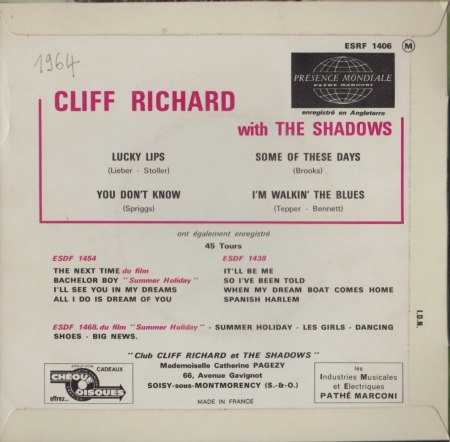 ESRF 1406 M
1964
PRÉSENCE MONDIALE
PATHÉ MARCONI
enregistré en Angleterre
CLIFF RICHARD
with THE SHADOWS
LUCKY LIPS
(Lieber - Stoller)
SOME OF THESE DAYS
(Brooks)
YOU DON'T KNOW
(Spriggs)
I'M WALKIN' THE BLUES
(Tepper - Bennett)
ont également enregistré
45 Tours
ESDF 1454
THE NEXT TIME du film
BACHELOR BOY "Summer Holiday"
I'LL SEE YOU IN MY DREAMS
ALL I DO IS DREAM OF YOU
ESDF 1438
IT'LL BE ME
SO I'VE BEEN TOLD
WHEN MY DREAM BOAT COMES HOME
SPANISH HARLEM
ESDF 1468. du film "Summer Holiday" - SUMMER HOLIDAY - LES GIRLS - DANCING
SHOES - BIG NEWS.
I.D.N.
pour vos CADEAUX
CHEQU' DISQUES
offrez...
"Club CLIFF RICHARD et THE SHADOWS"
Mademoiselle Catherine PAGEZY
66, Avenue Gavignot
SOISY-sous-MONTMORENCY (S.-&-O.)
MADE IN FRANCE
les
Industries Musicales
et Electriques
PATHÉ MARCONI